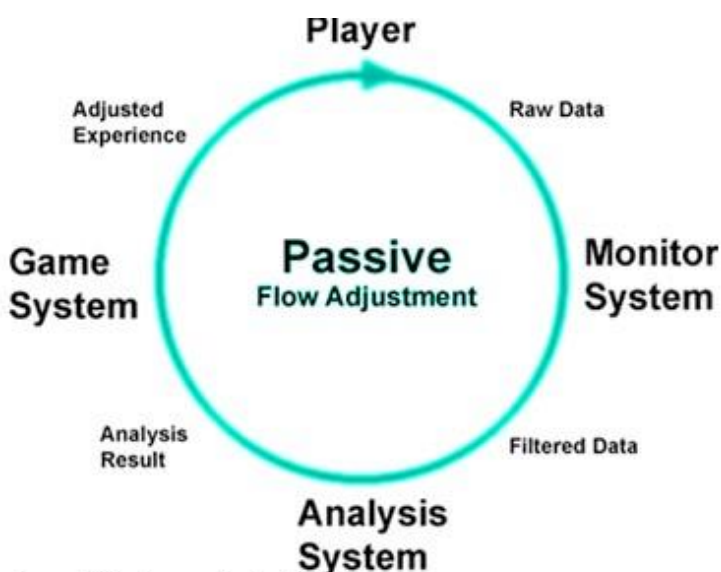 Player
Adjusted
Experience
Raw Data
Game
System
Passive
Flow Adjustment
Monitor
System
Analysis
Result
Filtered Data
Analysis
System